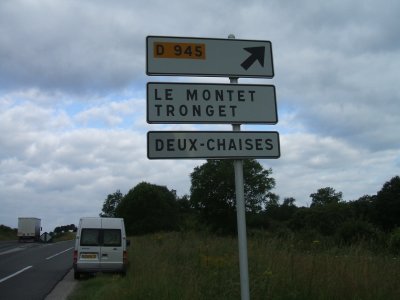 D 945
LE MONTET
TRONGET
DEUX-CHAISES